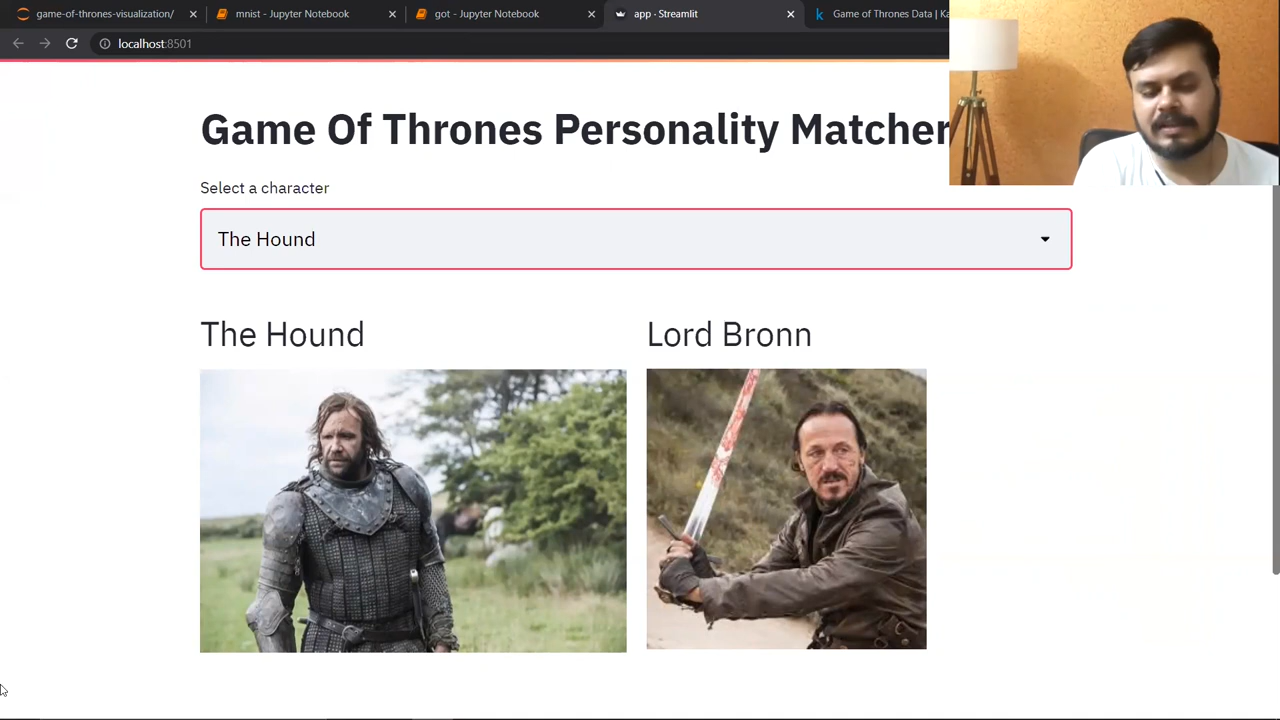 game-of-thrones-visualization/
mnist - Jupyter Notebook
got - Jupyter Notebook
app · Streamlit
Game of Thrones Data | Ka
localhost:8501
Game Of Thrones Personality Matcher
Select a character
The Hound
The Hound
Lord Bronn